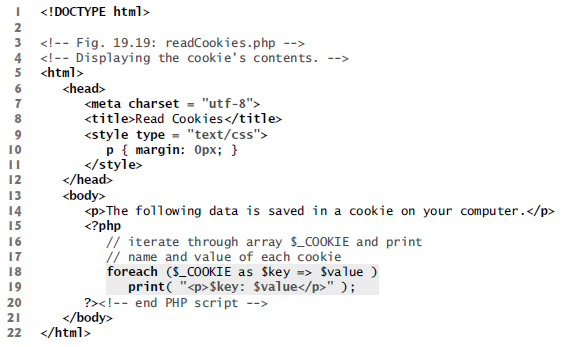 1 <!DOCTYPE html>
2
3 <!-- Fig. 19.19: readCookies.php -->
4 <!-- Displaying the cookie's contents. -->
5 <html>
6 <head>
7 <meta charset = "utf-8">
8 <title>Read Cookies</title>
9 <style type = "text/css">
10 p { margin: 0px; }
11 </style>
12 </head>
13 <body>
14 <p>The following data is saved in a cookie on your computer.</p>
15 <?php
16 // iterate through array $_COOKIE and print
17 // name and value of each cookie
18 foreach ($_COOKIE as $key => $value )
19 print( "<p>$key: $value</p>" );
20 ?><!-- end PHP script -->
21 </body>
22 </html>